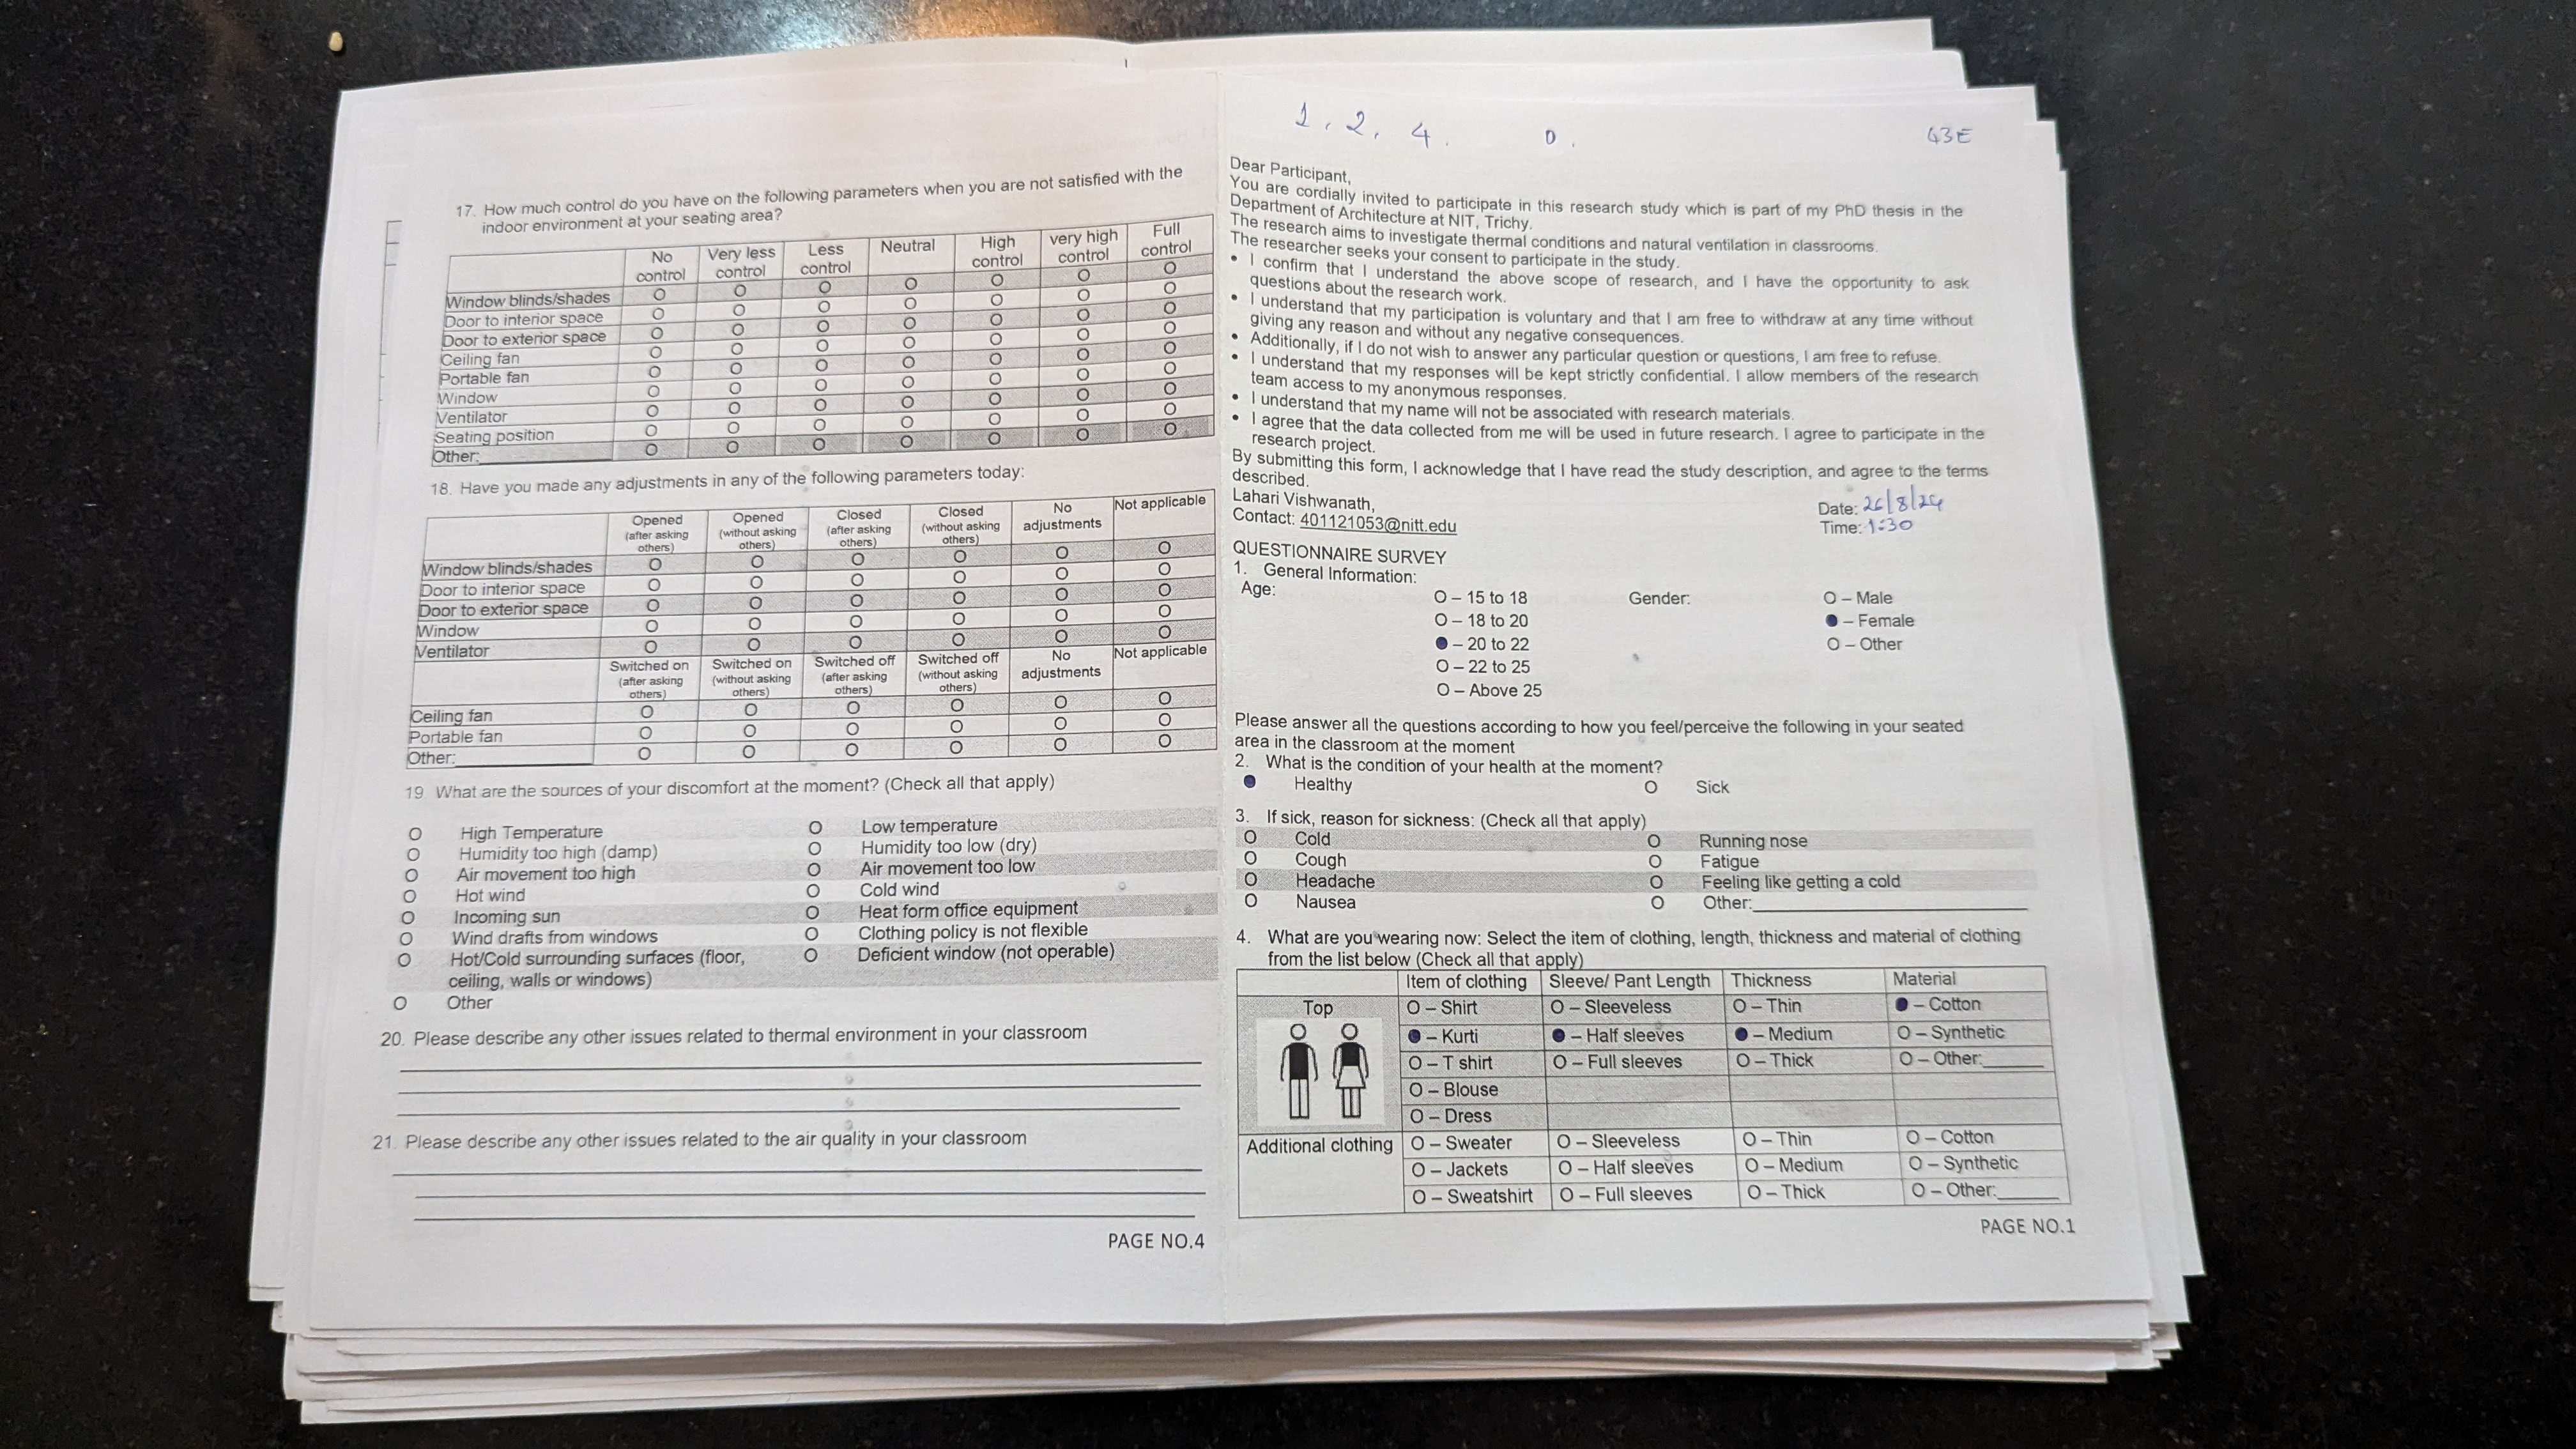 17. How much control do you have on the following parameters when you are not satisfied with the
indoor environment at your seating area?
No control Very less control Less control Neutral High control very high control Full control
Window blinds/shades O O O O O O O
Door to interior space O O O O O O O
Door to exterior space O O O O O O O
Ceiling fan O O O O O O O
Portable fan O O O O O O O
Window O O O O O O O
Ventilator O O O O O O O
Seating position O O O O O O O
Other:__________ O O O O O O O
18. Have you made any adjustments in any of the following parameters today:
Opened (after asking others) Opened (without asking others) Closed (after asking others) Closed (without asking others) No adjustments Not applicable
Window blinds/shades O O O O O O
Door to interior space O O O O O O
Door to exterior space O O O O O O
Window O O O O O O
Ventilator O O O O O O
Switched on (after asking others) Switched on (without asking others) Switched off (after asking others) Switched off (without asking others) No adjustments Not applicable
Ceiling fan O O O O O O
Portable fan O O O O O O
Other:__________ O O O O O O
19. What are the sources of your discomfort at the moment? (Check all that apply)
O High Temperature O Low temperature
O Humidity too high (damp) O Humidity too low (dry)
O Air movement too high O Air movement too low
O Hot wind O Cold wind
O Incoming sun O Heat form office equipment
O Wind drafts from windows O Clothing policy is not flexible
O Hot/Cold surrounding surfaces (floor, O Deficient window (not operable)
ceiling, walls or windows)
O Other
20. Please describe any other issues related to thermal environment in your classroom
21. Please describe any other issues related to the air quality in your classroom
PAGE NO.4
1, 2, 4. 0. 43E
Dear Participant,
You are cordially invited to participate in this research study which is part of my PhD thesis in the
Department of Architecture at NIT, Trichy.
The research aims to investigate thermal conditions and natural ventilation in classrooms.
The researcher seeks your consent to participate in the study.
• I confirm that I understand the above scope of research, and I have the opportunity to ask
questions about the research work.
• I understand that my participation is voluntary and that I am free to withdraw at any time without
giving any reason and without any negative consequences.
• Additionally, if I do not wish to answer any particular question or questions, I am free to refuse.
• I understand that my responses will be kept strictly confidential. I allow members of the research
team access to my anonymous responses.
• I understand that my name will not be associated with research materials.
• I agree that the data collected from me will be used in future research. I agree to participate in the
research project.
By submitting this form, I acknowledge that I have read the study description, and agree to the terms
described.
Lahari Vishwanath, Date: 26/8/24
Contact: 401121053@nitt.edu Time: 1:30
QUESTIONNAIRE SURVEY
1. General Information:
Age: O – 15 to 18 Gender: O – Male
O – 18 to 20 ● – Female
● – 20 to 22 O – Other
O – 22 to 25
O – Above 25
Please answer all the questions according to how you feel/perceive the following in your seated
area in the classroom at the moment
2. What is the condition of your health at the moment?
● Healthy O Sick
3. If sick, reason for sickness: (Check all that apply)
O Cold O Running nose
O Cough O Fatigue
O Headache O Feeling like getting a cold
O Nausea O Other:__________
4. What are you wearing now: Select the item of clothing, length, thickness and material of clothing
from the list below (Check all that apply)
Item of clothing Sleeve/ Pant Length Thickness Material
Top O – Shirt O – Sleeveless O – Thin ● – Cotton
● – Kurti ● – Half sleeves ● – Medium O – Synthetic
O – T shirt O – Full sleeves O – Thick O – Other:______
O – Blouse
O – Dress
Additional clothing O – Sweater O – Sleeveless O – Thin O – Cotton
O – Jackets O – Half sleeves O – Medium O – Synthetic
O – Sweatshirt O – Full sleeves O – Thick O – Other:______
PAGE NO.1